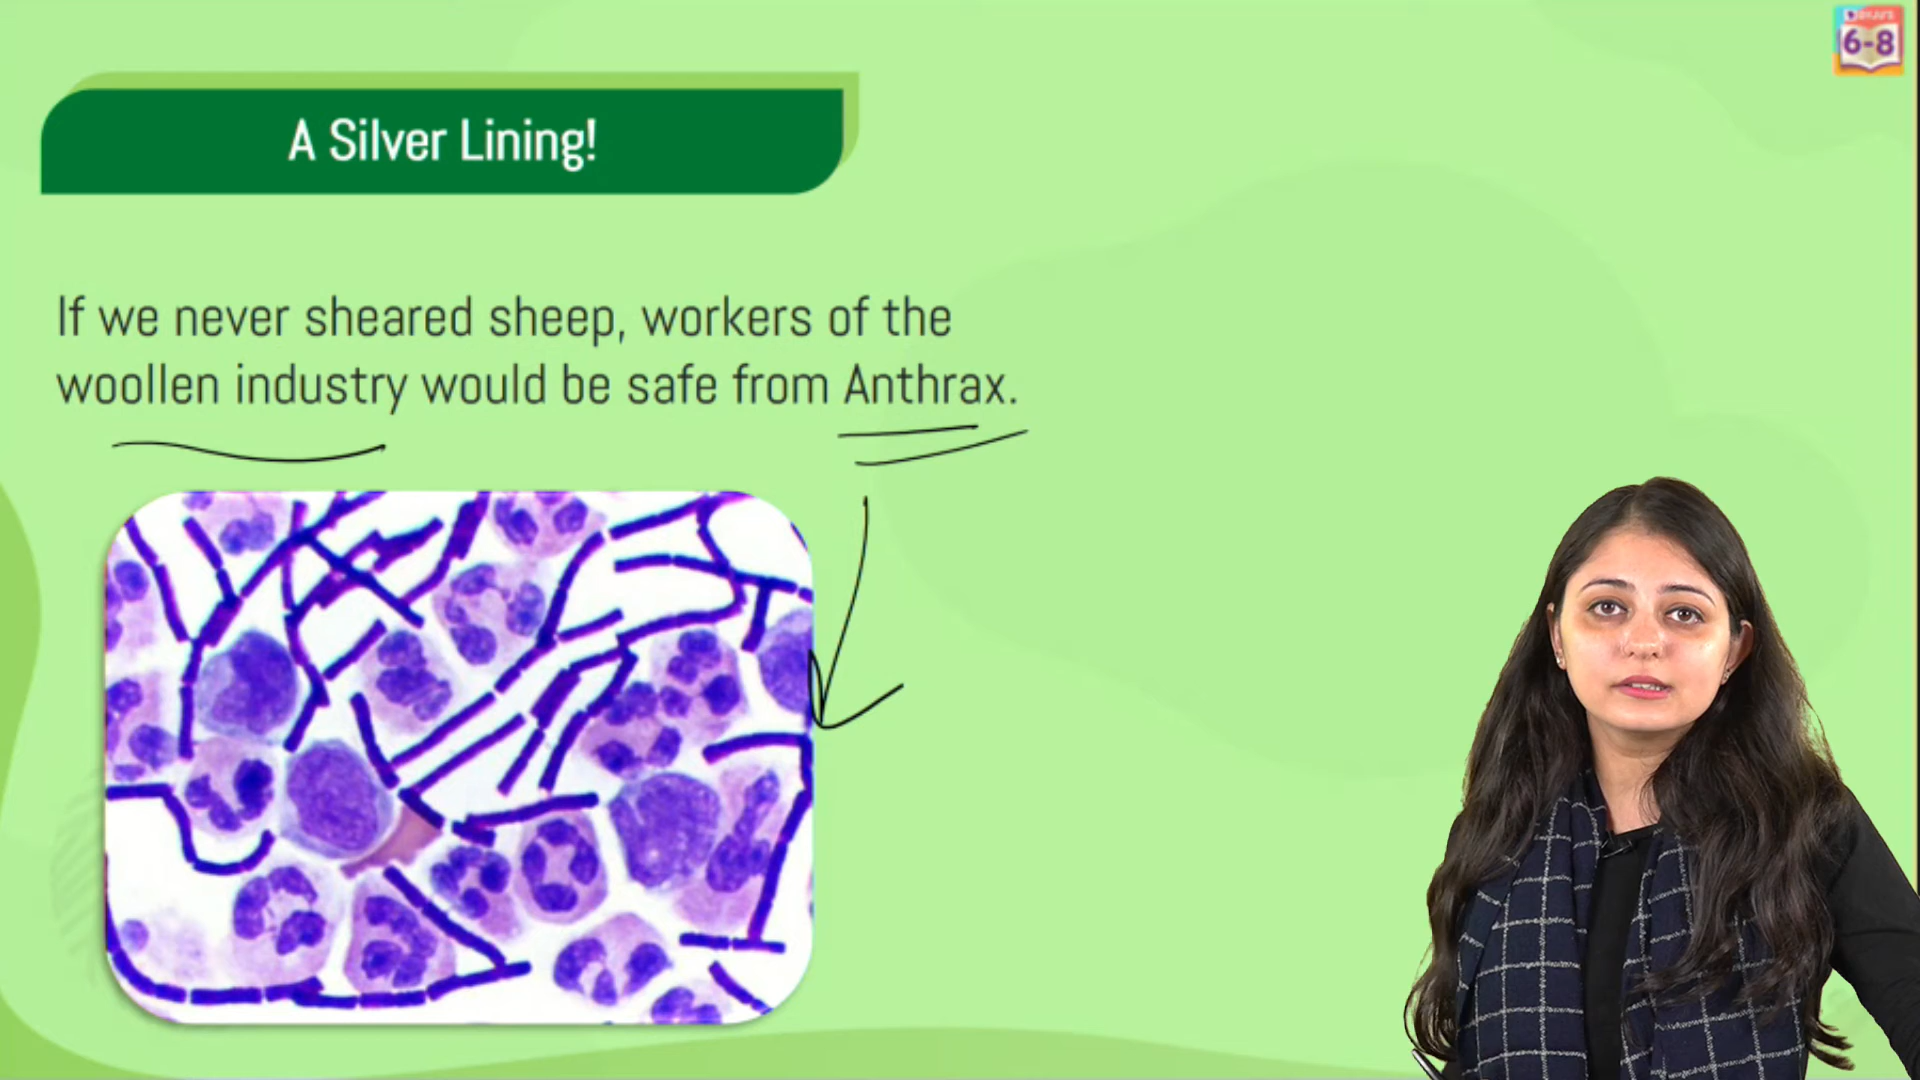 BYJU'S
6-8
A Silver Lining!
If we never sheared sheep, workers of the
woollen industry would be safe from Anthrax.